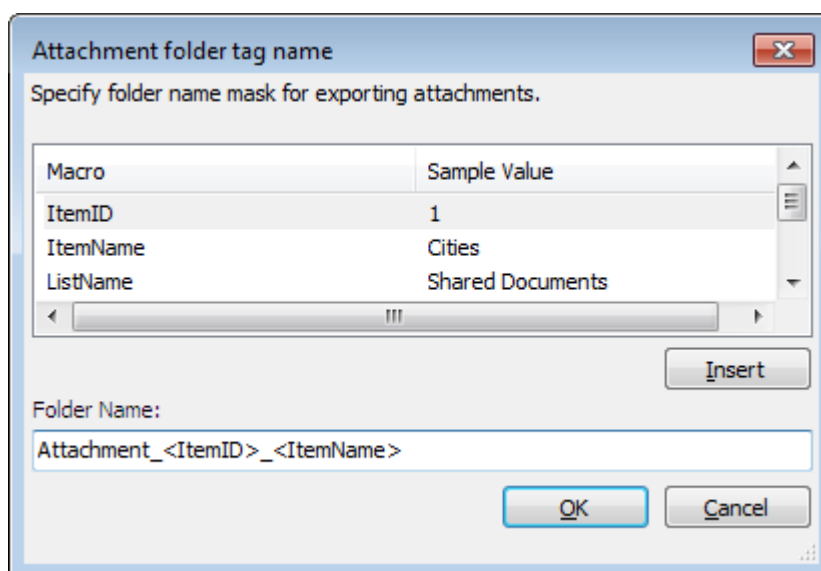 Attachment folder tag name
Specify folder name mask for exporting attachments.
Macro Sample Value
ItemID 1
ItemName Cities
ListName Shared Documents
Insert
Folder Name:
Attachment_<ItemID>_<ItemName>
OK Cancel